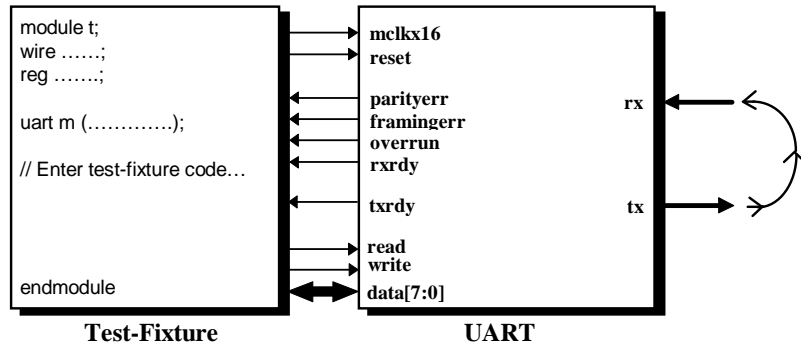 module t;
wire ……;
reg …….;
uart m (………….);
// Enter test-fixture code…
endmodule
Test-Fixture
mclkx16
reset
parityerr
framingerr
overrun
rxrdy
txrdy
read
write
data[7:0]
rx
tx
UART